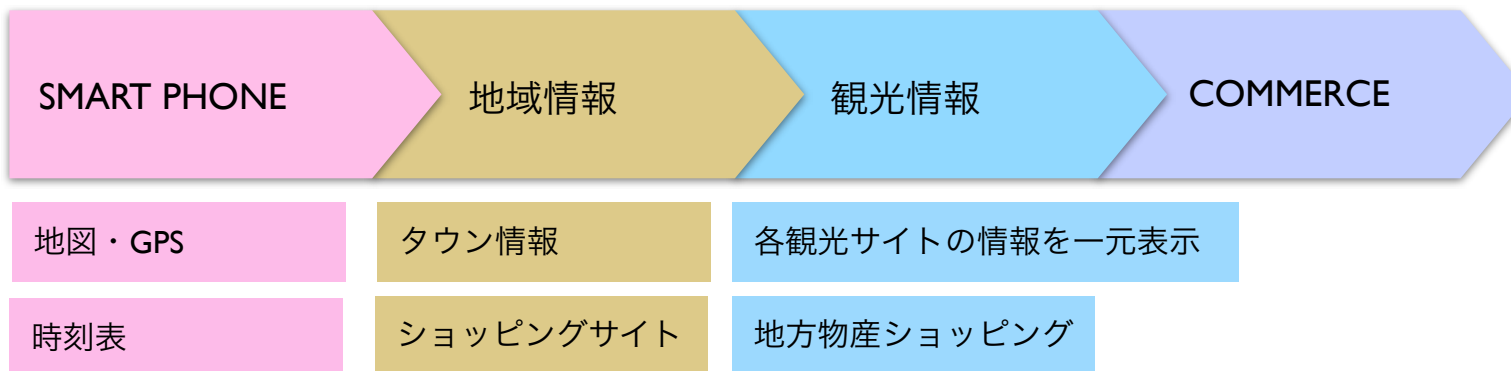 SMART PHONE
地域情報
観光情報
COMMERCE
地図・GPS
タウン情報
各観光サイトの情報を一元表示
時刻表
ショッピングサイト
地方物産ショッピング